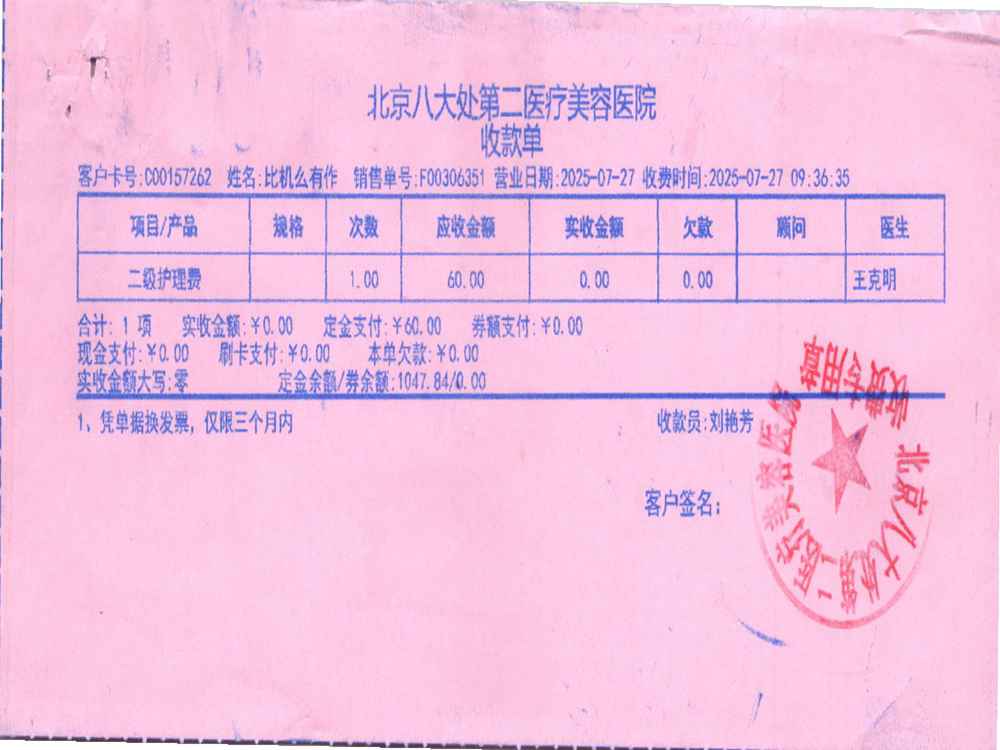 北京八大处第二医疗美容医院
收款单
客户卡号:C00157262 姓名:比机么有作 销售单号:F00306351 营业日期:2025-07-27 收费时间:2025-07-27 09:36:35
项目/产品 规格 次数 应收金额 实收金额 欠款 顾问 医生
二级护理费 1.00 60.00 0.00 0.00 王克明
合计: 1 项 实收金额:￥0.00 定金支付:￥60.00 券额支付:￥0.00
现金支付:￥0.00 刷卡支付:￥0.00 本单欠款:￥0.00
实收金额大写:零 定金余额/券余额:1047.84/0.00
1、凭单据换发票，仅限三个月内 收款员:刘艳芳
客户签名:
北京八大处第二医疗美容医院
收费专用章